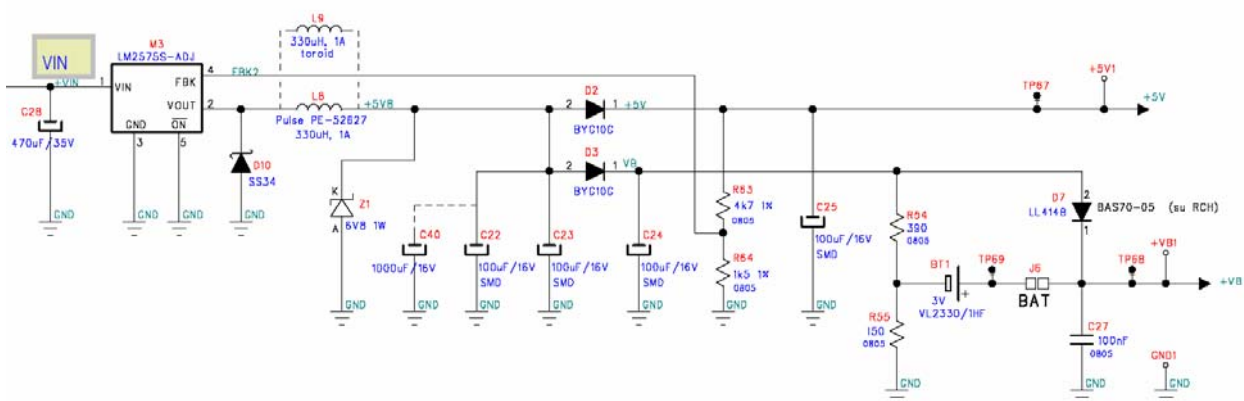 L9
330uH, 1A
toroid
VIN
M3
LM2575S-ADJ
+VIN
1
VIN
FBK
4
FBK2
VOUT
2
GND
ON
3
5
C28
470uF/35V
GND
GND
GND
D10
SS34
GND
L8
Pulse PE-52627
330uH, 1A
+5V8
K
Z1
A
6V8 1W
GND
C40
1000uF/16V
GND
C22
100uF/16V
SMD
GND
C23
100uF/16V
SMD
GND
2
D2
1
+5V
BYG10G
2
D3
1
VB
BYG10G
C24
100uF/16V
SMD
GND
R63
4k7 1%
0805
R64
1k5 1%
0805
GND
C25
100uF/16V
SMD
GND
TP67
+5V1
+5V
R54
390
0805
R55
150
0805
GND
BT1
3V
+
VL2330/1HF
TP69
J6
BAT
D7
2
LL4148
1
BAS70-05 (su RCH)
TP68
+VB1
+VB
C27
100nF
0805
GND
GND1
GND